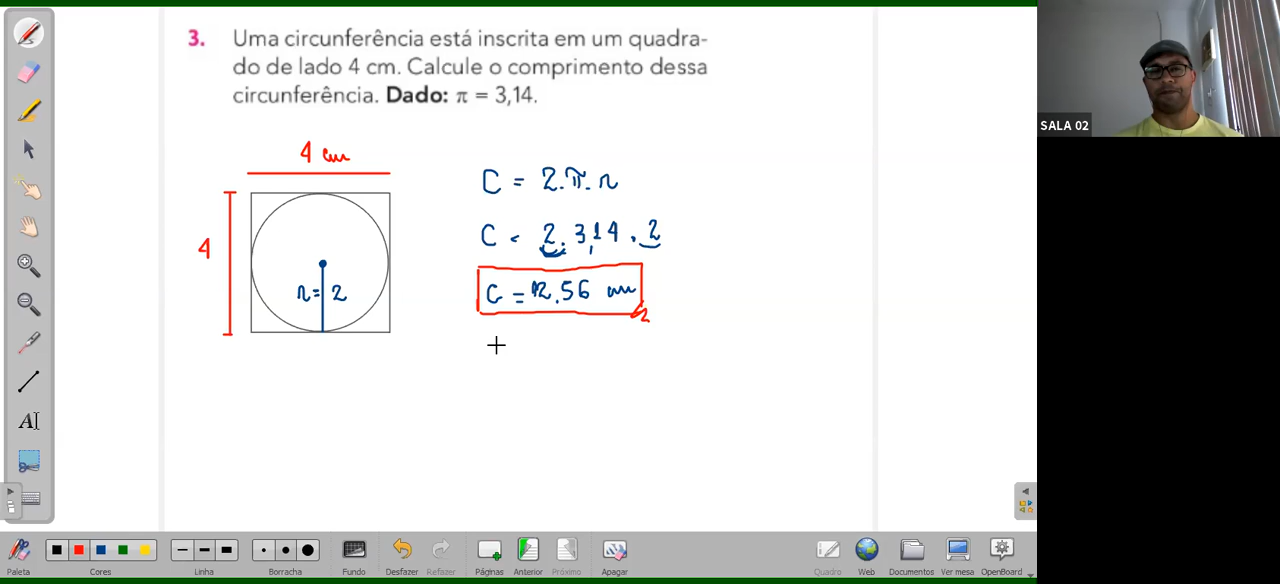 3. Uma circunferência está inscrita em um quadra-
do de lado 4 cm. Calcule o comprimento dessa
circunferência. Dado: π = 3,14.
SALA 02
4 cm
C = 2.π.r
4
C = 2.3,14.2
r = 2
C = 12.56 cm
Paleta
Cores
Linha
Borracha
Fundo
Desfazer
Refazer
Páginas
Anterior
Próximo
Apagar
Quadro
Web
Documentos
Ver mesa
OpenBoard